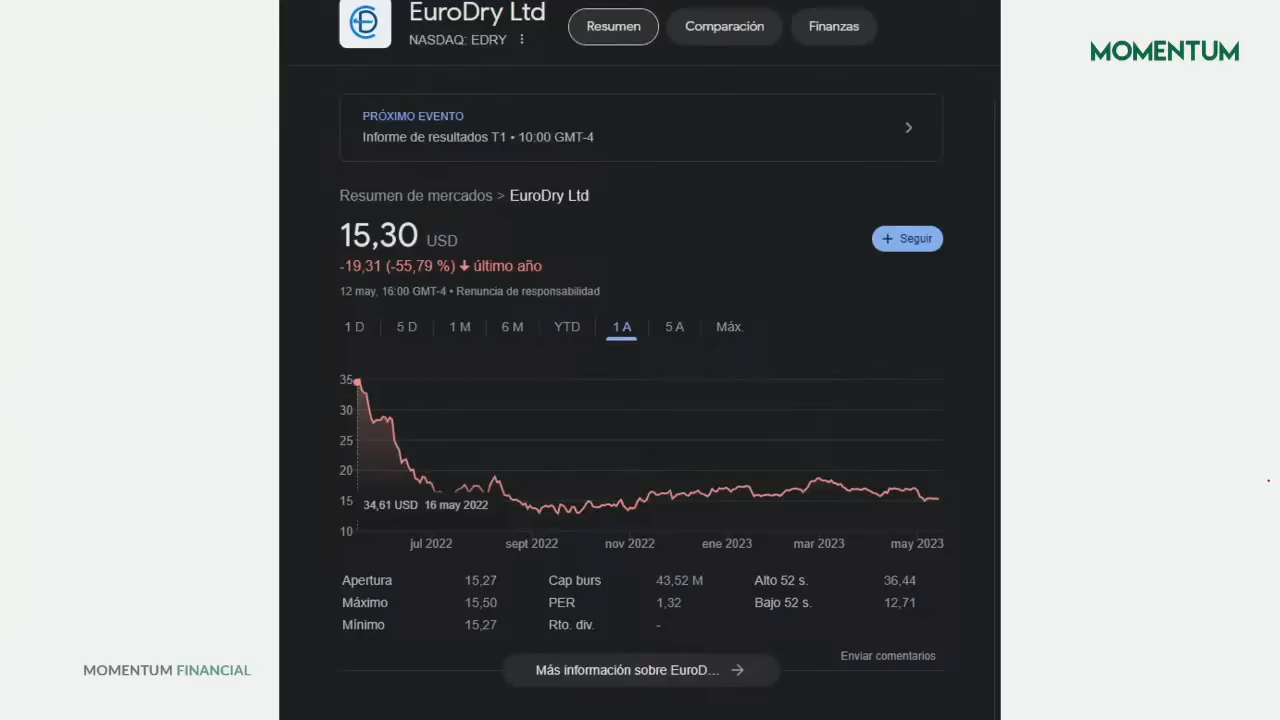 EuroDry Ltd
NASDAQ: EDRY
Resumen
Comparación
Finanzas
MOMENTUM
PRÓXIMO EVENTO
Informe de resultados T1 • 10:00 GMT-4
Resumen de mercados > EuroDry Ltd
15,30 USD
+ Seguir
-19,31 (-55,79 %) ↓ último año
12 may, 16:00 GMT-4 • Renuncia de responsabilidad
1 D
5 D
1 M
6 M
YTD
1 A
5 A
Máx.
35
30
25
20
15
10
34,61 USD 16 may 2022
jul 2022
sept 2022
nov 2022
ene 2023
mar 2023
may 2023
Apertura 15,27
Máximo 15,50
Mínimo 15,27
Cap burs 43,52 M
PER 1,32
Rto. div. -
Alto 52 s. 36,44
Bajo 52 s. 12,71
Enviar comentarios
Más información sobre EuroD... →
MOMENTUM FINANCIAL